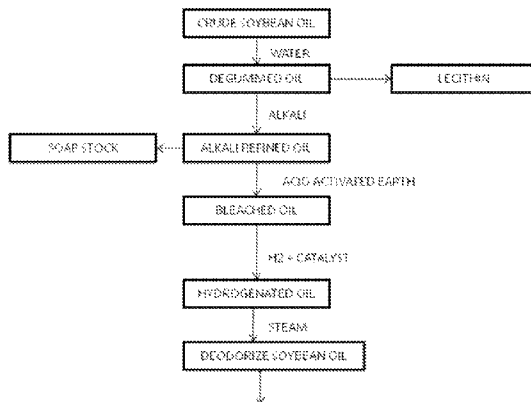 CRUDE SOYBEAN OIL
WATER
DEGUMMED OIL
LECITHIN
ALKALI
SOAP STOCK
ALKALI REFINED OIL
ACID ACTIVATED EARTH
BLEACHED OIL
H2 + CATALYST
HYDROGENATED OIL
STEAM
DEODORIZE SOYBEAN OIL